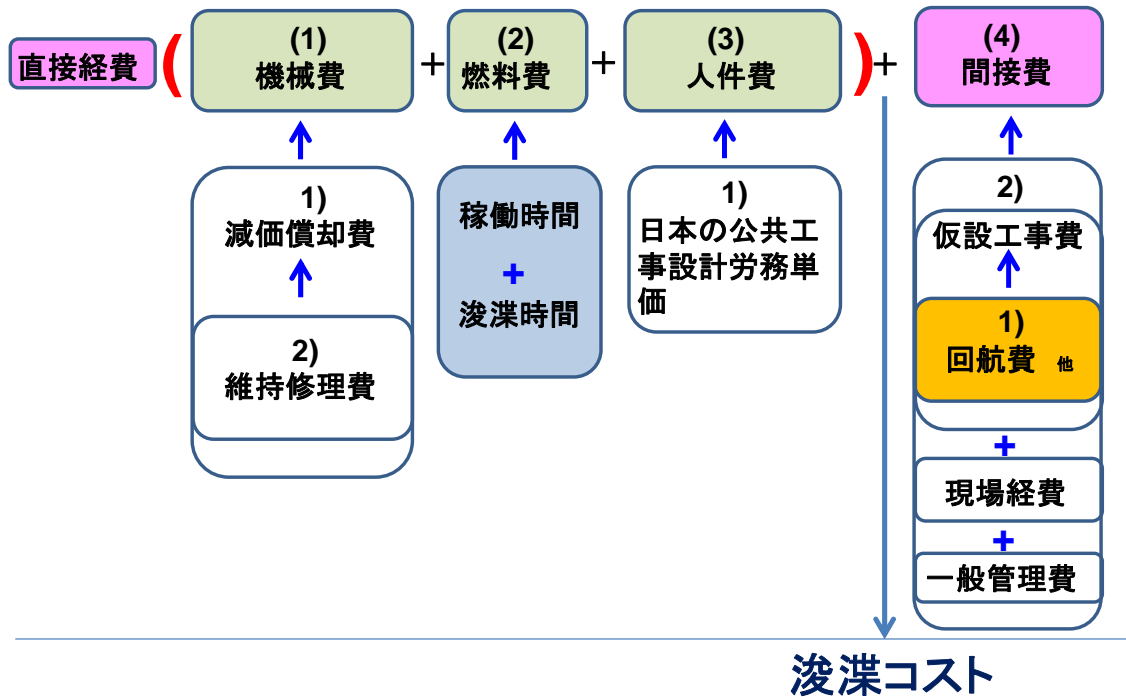 直接経費
(
(1)
機械費
+
(2)
燃料費
+
(3)
人件費
)
+
(4)
間接費
1)
減価償却費
2)
維持修理費
稼働時間
+
浚渫時間
1)
日本の公共工
事設計労務単
価
2)
仮設工事費
1)
回航費 他
+
現場経費
+
一般管理費
浚渫コスト